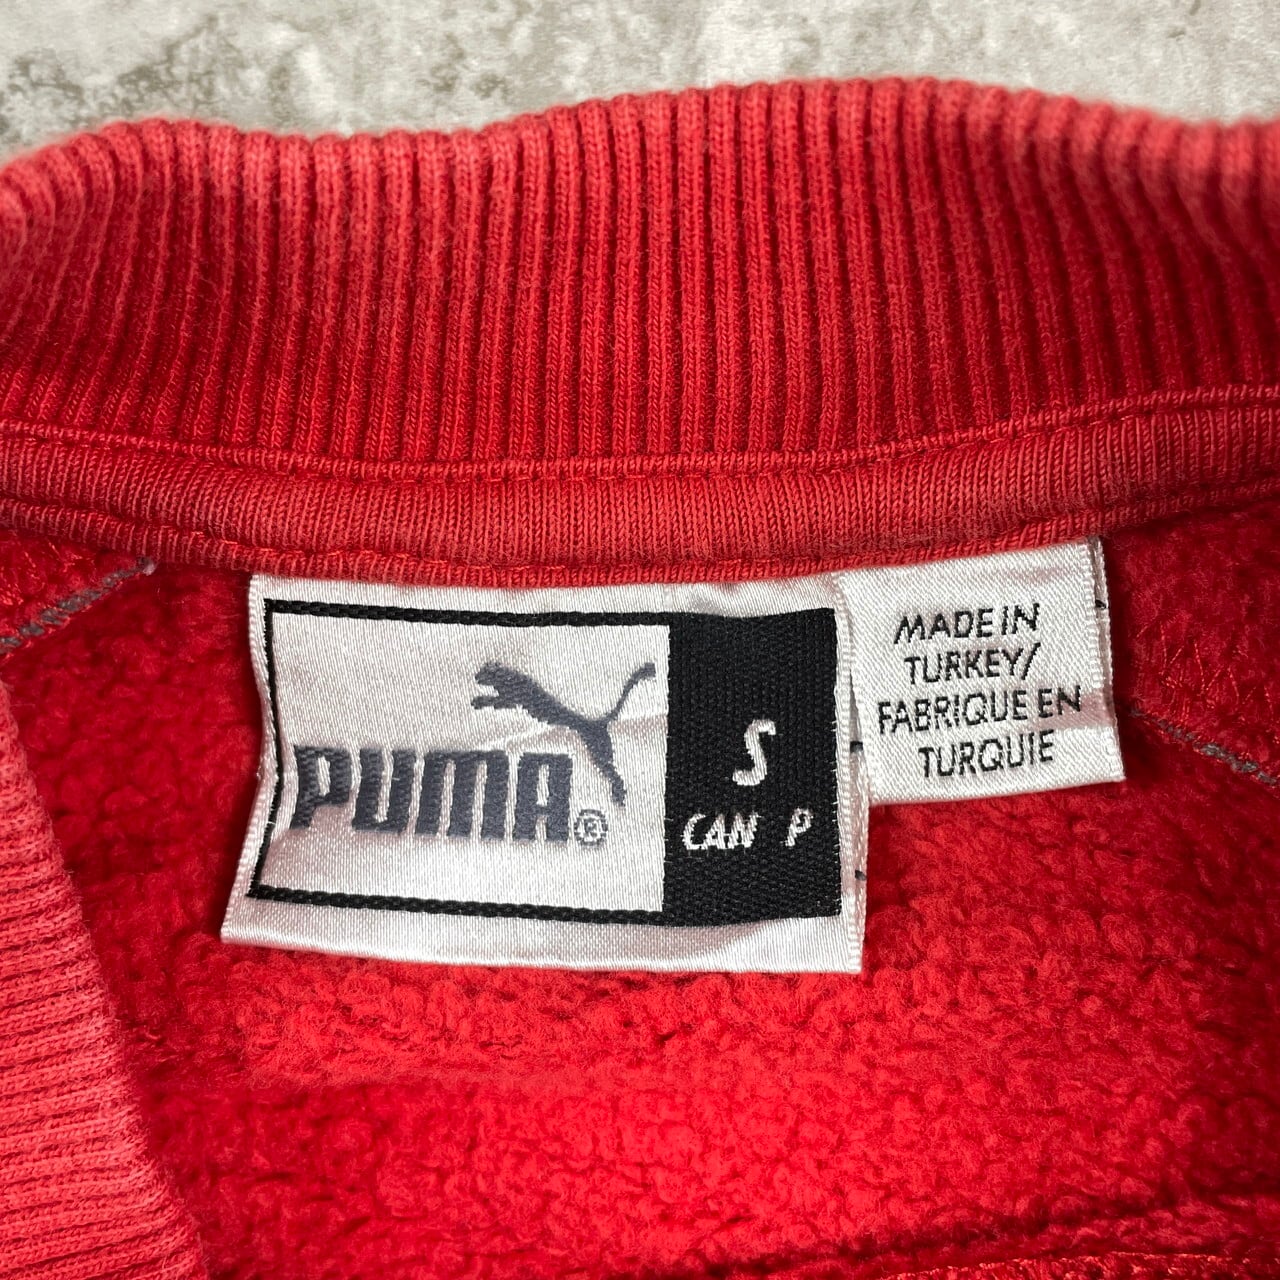 PUMA®
S
CAN P
MADE IN
TURKEY/
FABRIQUE EN
TURQUIE